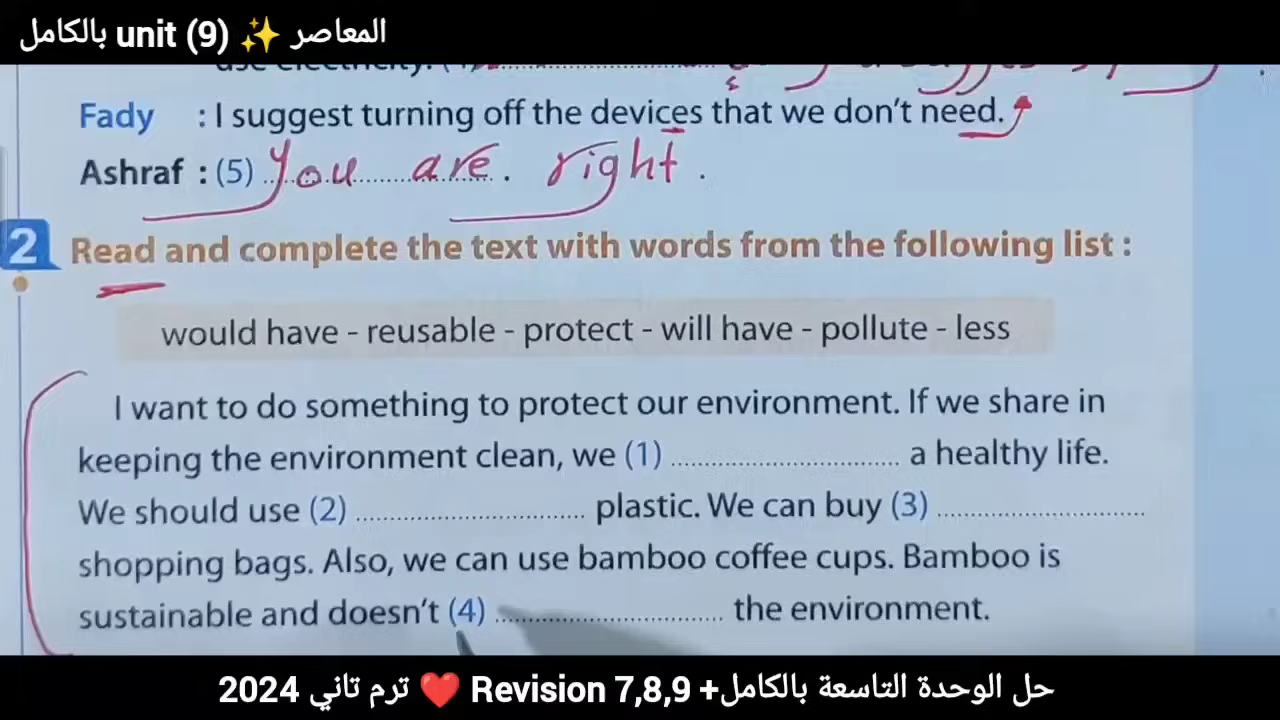 المعاصر ✨ unit (9) بالكامل
use electricity. (4)
Fady : I suggest turning off the devices that we don't need.
Ashraf : (5) You are right.
2 Read and complete the text with words from the following list :
would have - reusable - protect - will have - pollute - less
I want to do something to protect our environment. If we share in
keeping the environment clean, we (1) ............................ a healthy life.
We should use (2) ............................ plastic. We can buy (3) ............................
shopping bags. Also, we can use bamboo coffee cups. Bamboo is
sustainable and doesn't (4) ............................ the environment.
حل الوحدة التاسعة بالكامل+ Revision 7,8,9 ❤️ ترم تاني 2024